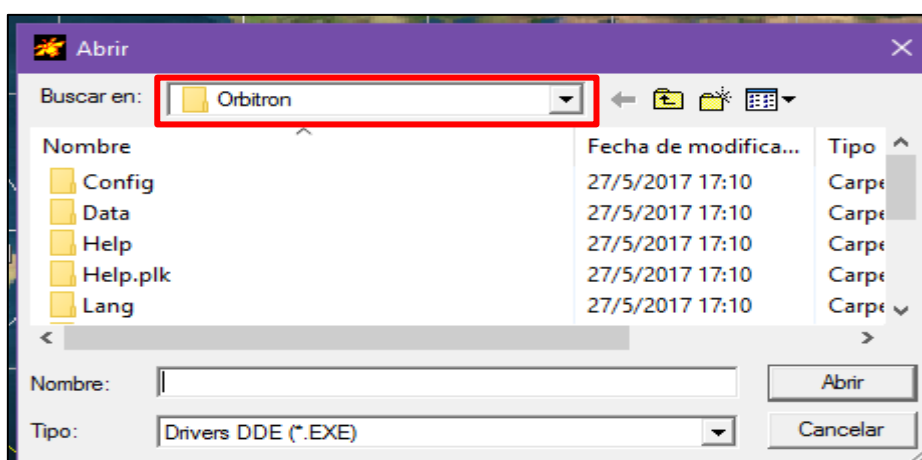 Abrir
Buscar en: Orbitron
Nombre Fecha de modifica... Tipo
Config 27/5/2017 17:10 Carpe
Data 27/5/2017 17:10 Carpe
Help 27/5/2017 17:10 Carpe
Help.plk 27/5/2017 17:10 Carpe
Lang 27/5/2017 17:10 Carpe
Nombre: Abrir
Tipo: Drivers DDE (*.EXE) Cancelar